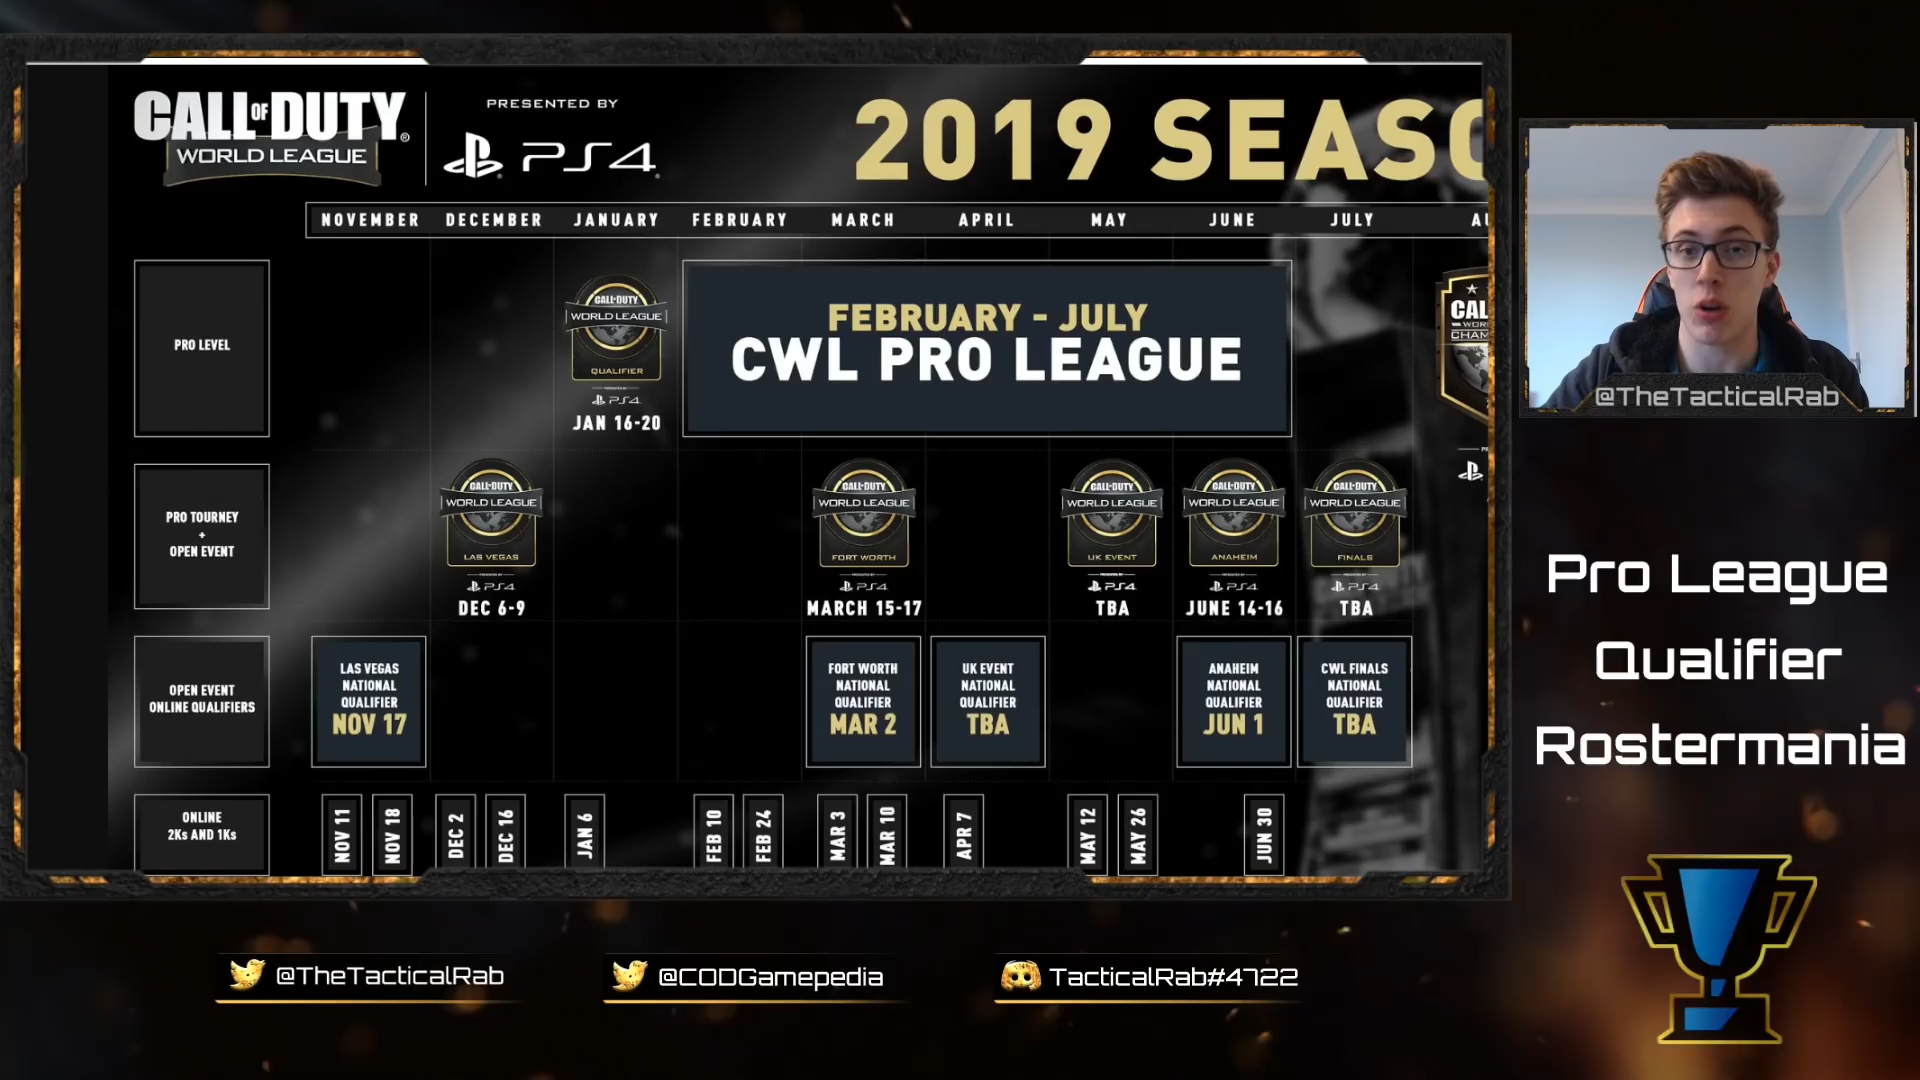 CALL OF DUTY
WORLD LEAGUE
PRESENTED BY
PS4
2019 SEASO
NOVEMBER DECEMBER JANUARY FEBRUARY MARCH APRIL MAY JUNE JULY AU
PRO LEVEL
CALL OF DUTY
WORLD LEAGUE
QUALIFIER
PS4
JAN 16-20
FEBRUARY - JULY
CWL PRO LEAGUE
CAL
WOR
CHAM
PRO TOURNEY
+
OPEN EVENT
CALL OF DUTY
WORLD LEAGUE
LAS VEGAS
PS4
DEC 6-9
CALL OF DUTY
WORLD LEAGUE
FORT WORTH
PS4
MARCH 15-17
CALL OF DUTY
WORLD LEAGUE
UK EVENT
PS4
TBA
CALL OF DUTY
WORLD LEAGUE
ANAHEIM
PS4
JUNE 14-16
CALL OF DUTY
WORLD LEAGUE
FINALS
PS4
TBA
OPEN EVENT
ONLINE QUALIFIERS
LAS VEGAS
NATIONAL
QUALIFIER
NOV 17
FORT WORTH
NATIONAL
QUALIFIER
MAR 2
UK EVENT
NATIONAL
QUALIFIER
TBA
ANAHEIM
NATIONAL
QUALIFIER
JUN 1
CWL FINALS
NATIONAL
QUALIFIER
TBA
ONLINE
2Ks AND 1Ks
NOV 11
NOV 18
DEC 2
DEC 16
JAN 6
FEB 10
FEB 24
MAR 3
MAR 10
APR 7
MAY 12
MAY 26
JUN 30
@TheTacticalRab
Pro League
Qualifier
Rostermania
@TheTacticalRab
@CODGamepedia
TacticalRab#4722